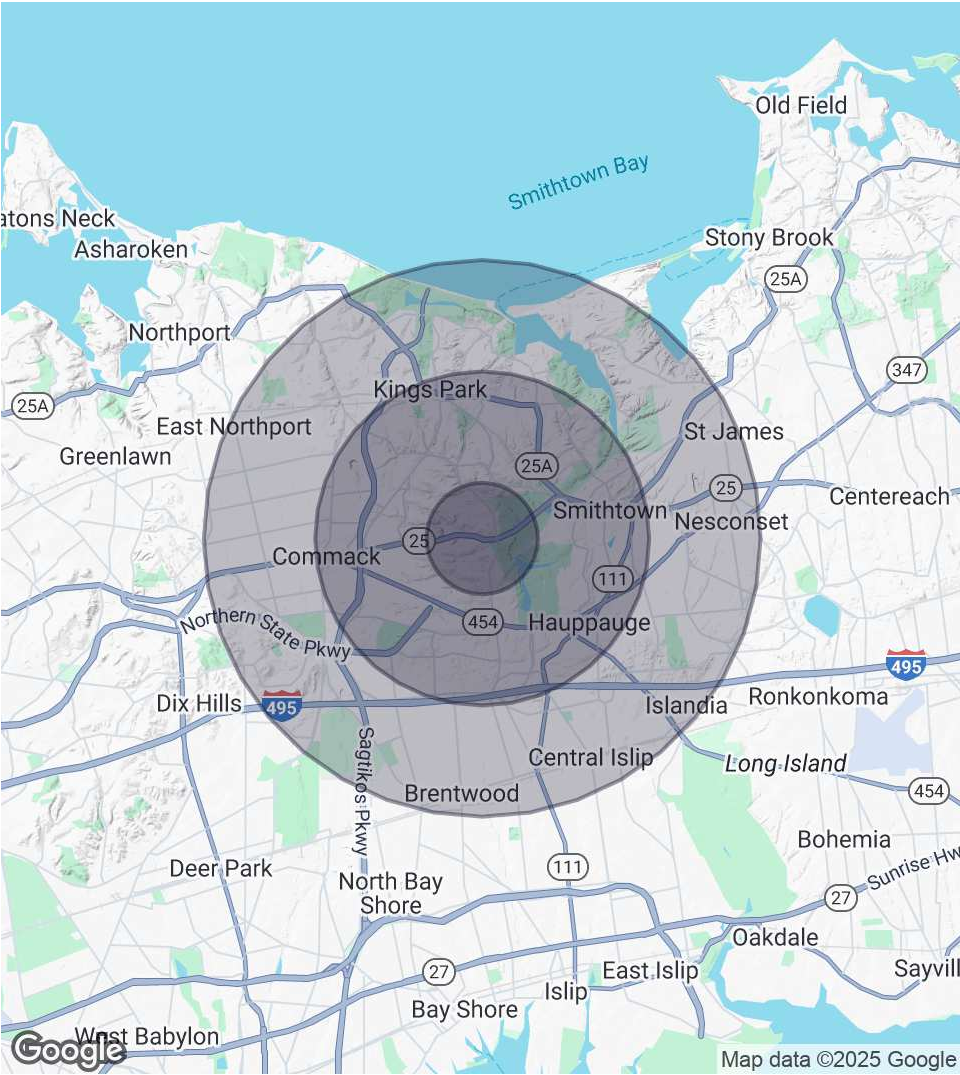 Old Field
Smithtown Bay
atons Neck
Asharoken
Stony Brook
25A
Northport
347
Kings Park
25A
East Northport
St James
Greenlawn
25A
25
Centereach
Smithtown
Nesconset
25
Commack
111
Northern State Pkwy
454
Hauppauge
495
Dix Hills
495
Islandia
Ronkonkoma
Sagtikos Pkwy
Central Islip
Long Island
Brentwood
454
Bohemia
Deer Park
111
North Bay
Shore
Sunrise Hw
27
Oakdale
27
East Islip
Sayvill
Islip
Bay Shore
West Babylon
Google
Map data ©2025 Google